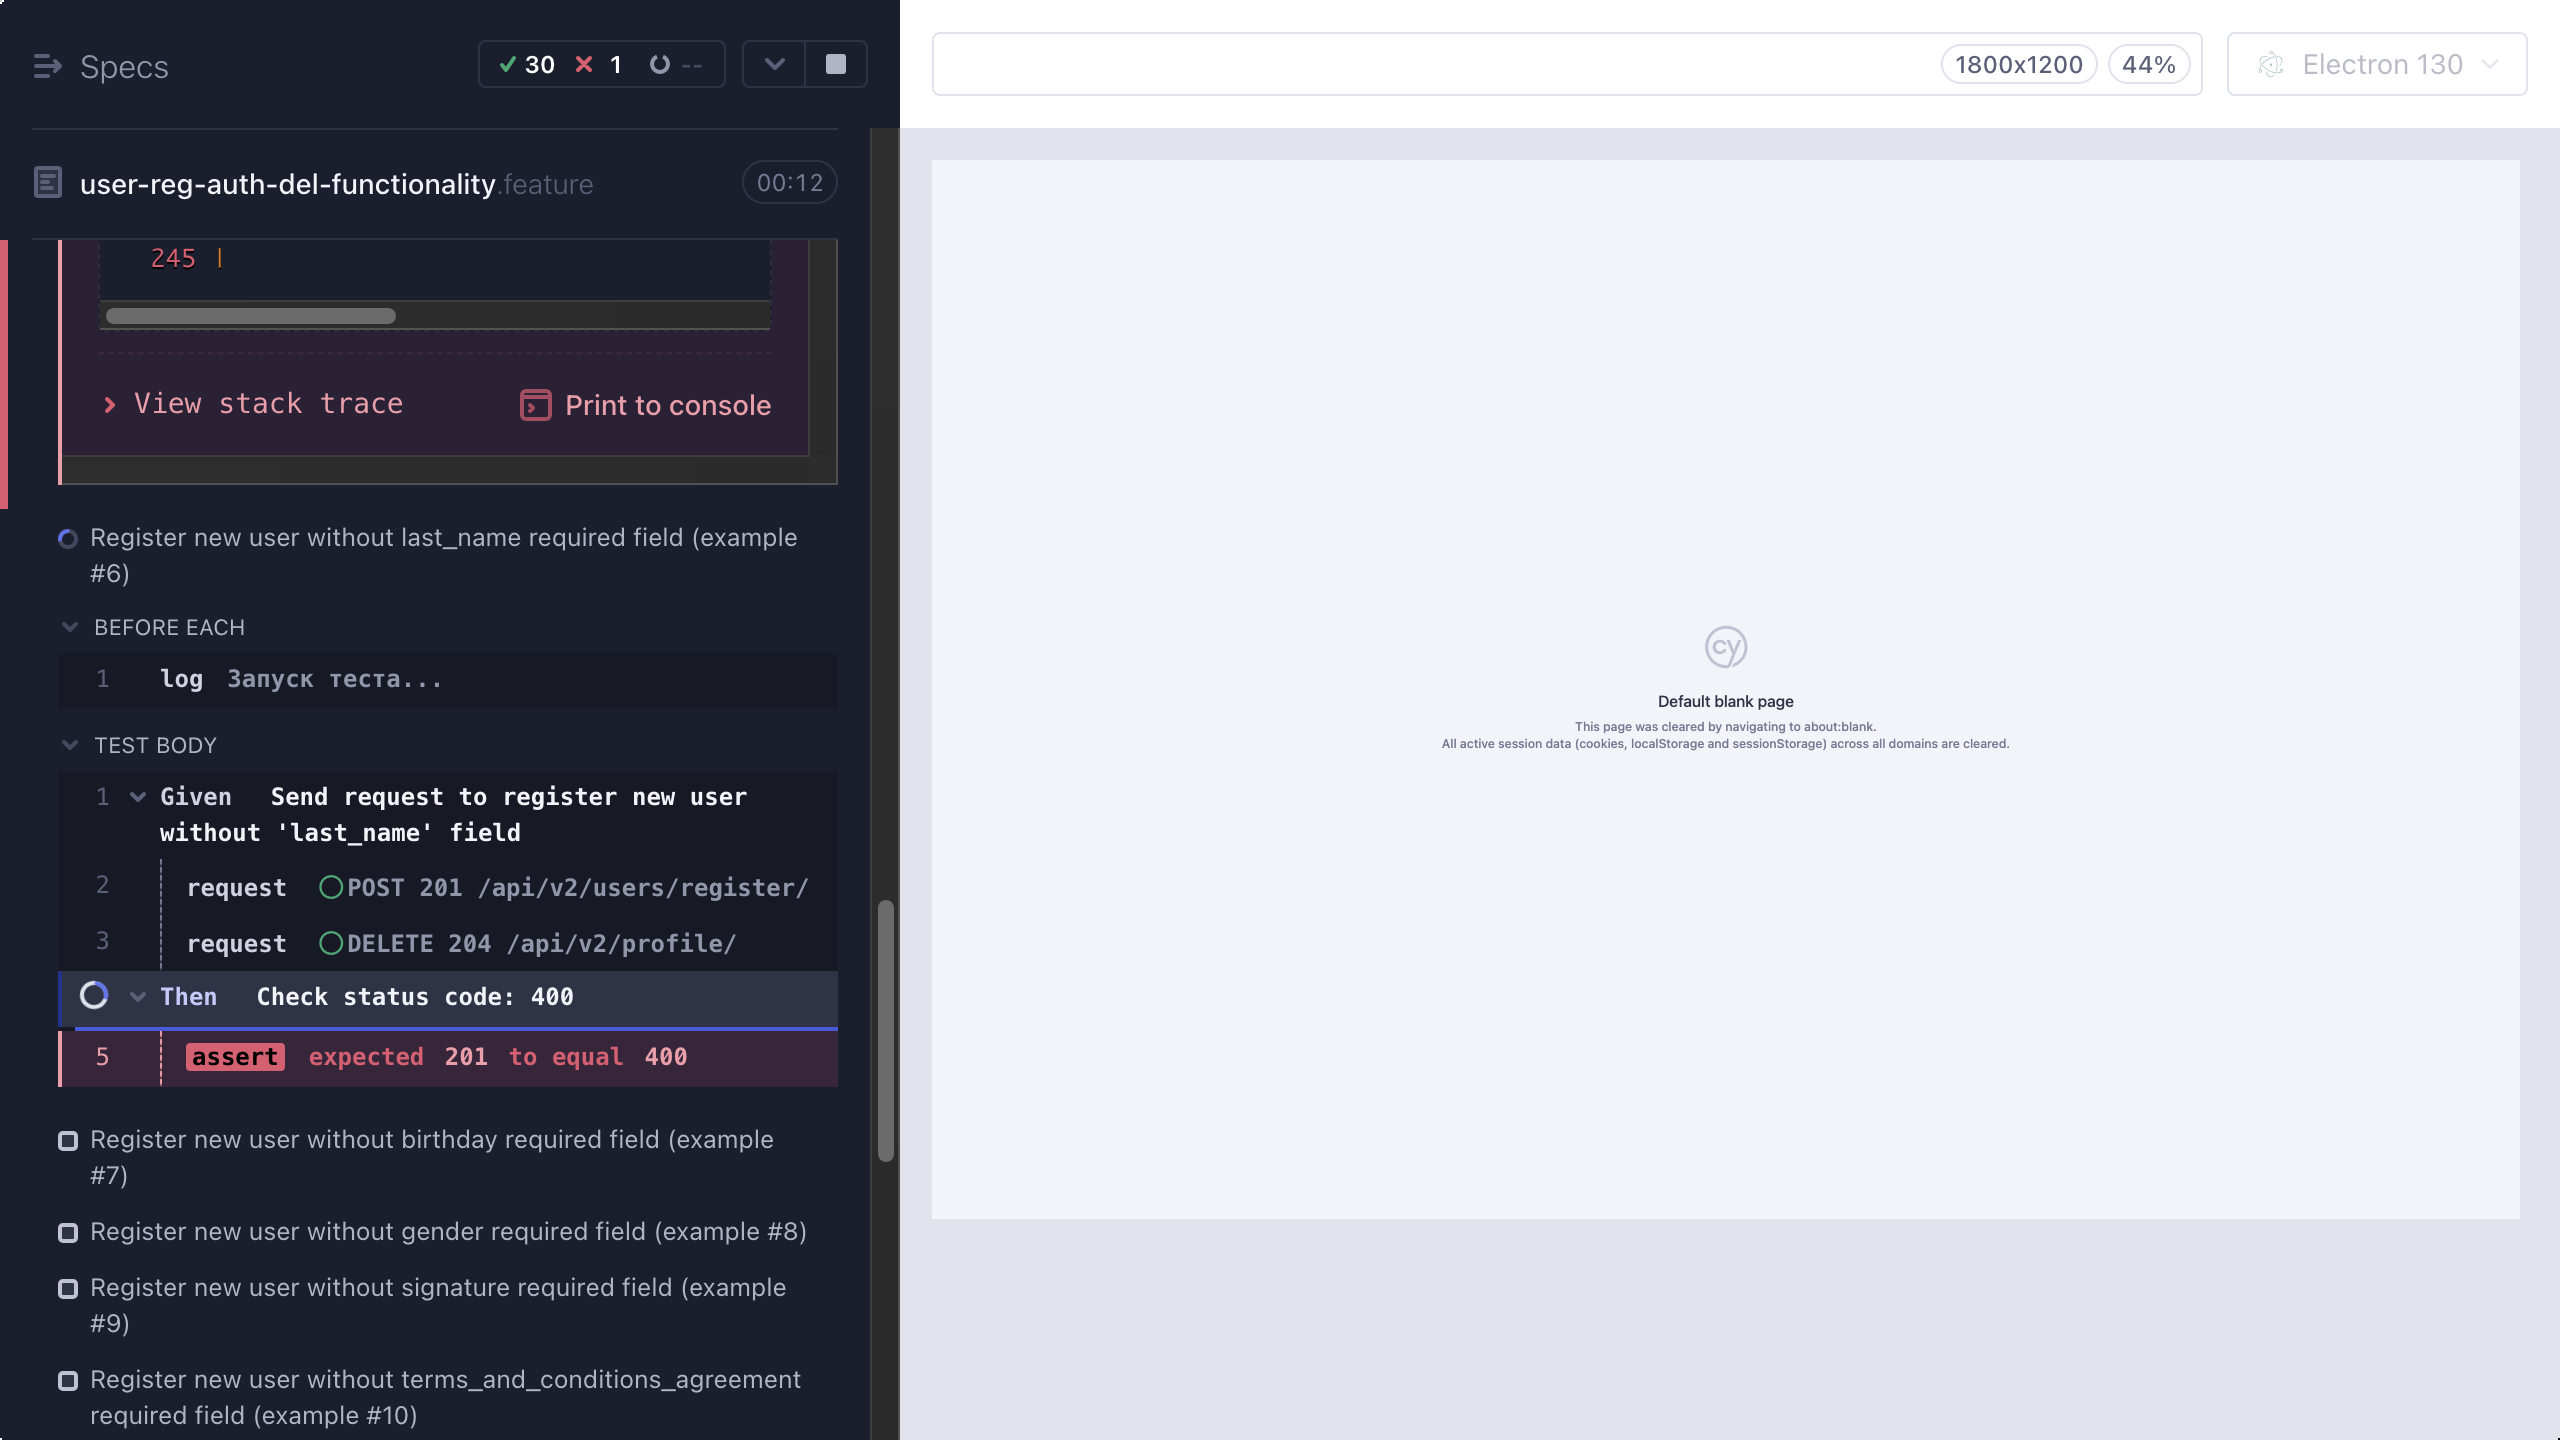 Specs
30 1 --
user-reg-auth-del-functionality.feature 00:12
245 |
View stack trace Print to console
Register new user without last_name required field (example
#6)
BEFORE EACH
1 log Запуск теста...
TEST BODY
1 Given Send request to register new user
without 'last_name' field
2 request POST 201 /api/v2/users/register/
3 request DELETE 204 /api/v2/profile/
Then Check status code: 400
5 assert expected 201 to equal 400
Register new user without birthday required field (example
#7)
Register new user without gender required field (example #8)
Register new user without signature required field (example
#9)
Register new user without terms_and_conditions_agreement
required field (example #10)
1800x1200 44% Electron 130
cy
Default blank page
This page was cleared by navigating to about:blank.
All active session data (cookies, localStorage and sessionStorage) across all domains are cleared.